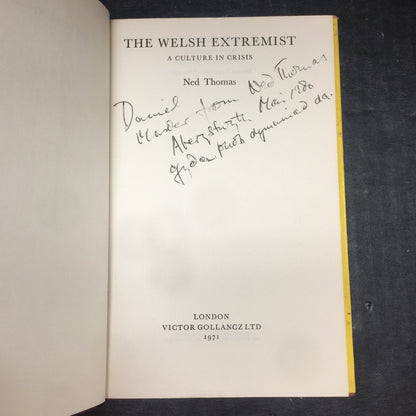 THE WELSH EXTREMIST
A CULTURE IN CRISIS
Ned Thomas
Daniel
from Ned Thomas
Aberystwyth Mai 1980
gyda phob dymuniad da.
LONDON
VICTOR GOLLANCZ LTD
1971